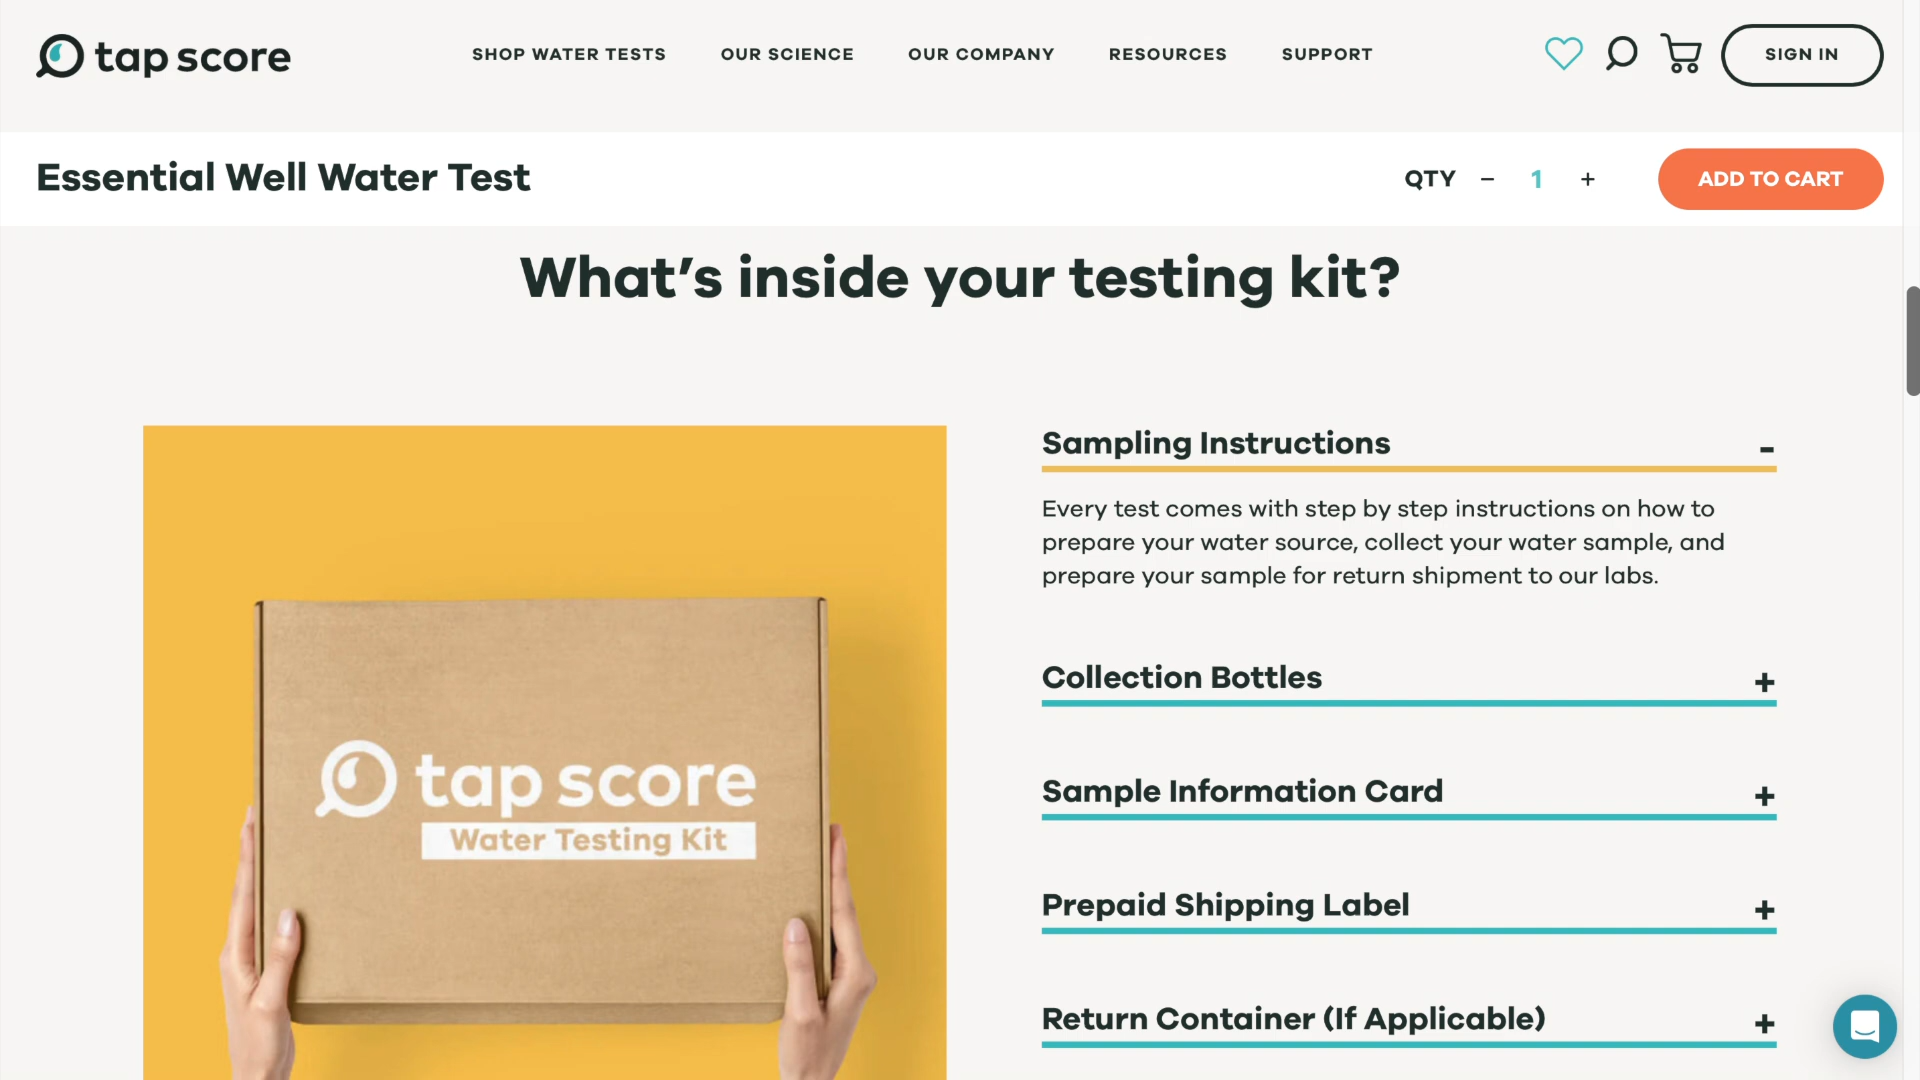 tap score
SHOP WATER TESTS
OUR SCIENCE
OUR COMPANY
RESOURCES
SUPPORT
SIGN IN
Essential Well Water Test
QTY − 1 +
ADD TO CART
What’s inside your testing kit?
tap score
Water Testing Kit
Sampling Instructions -
Every test comes with step by step instructions on how to
prepare your water source, collect your water sample, and
prepare your sample for return shipment to our labs.
Collection Bottles +
Sample Information Card +
Prepaid Shipping Label +
Return Container (If Applicable) +